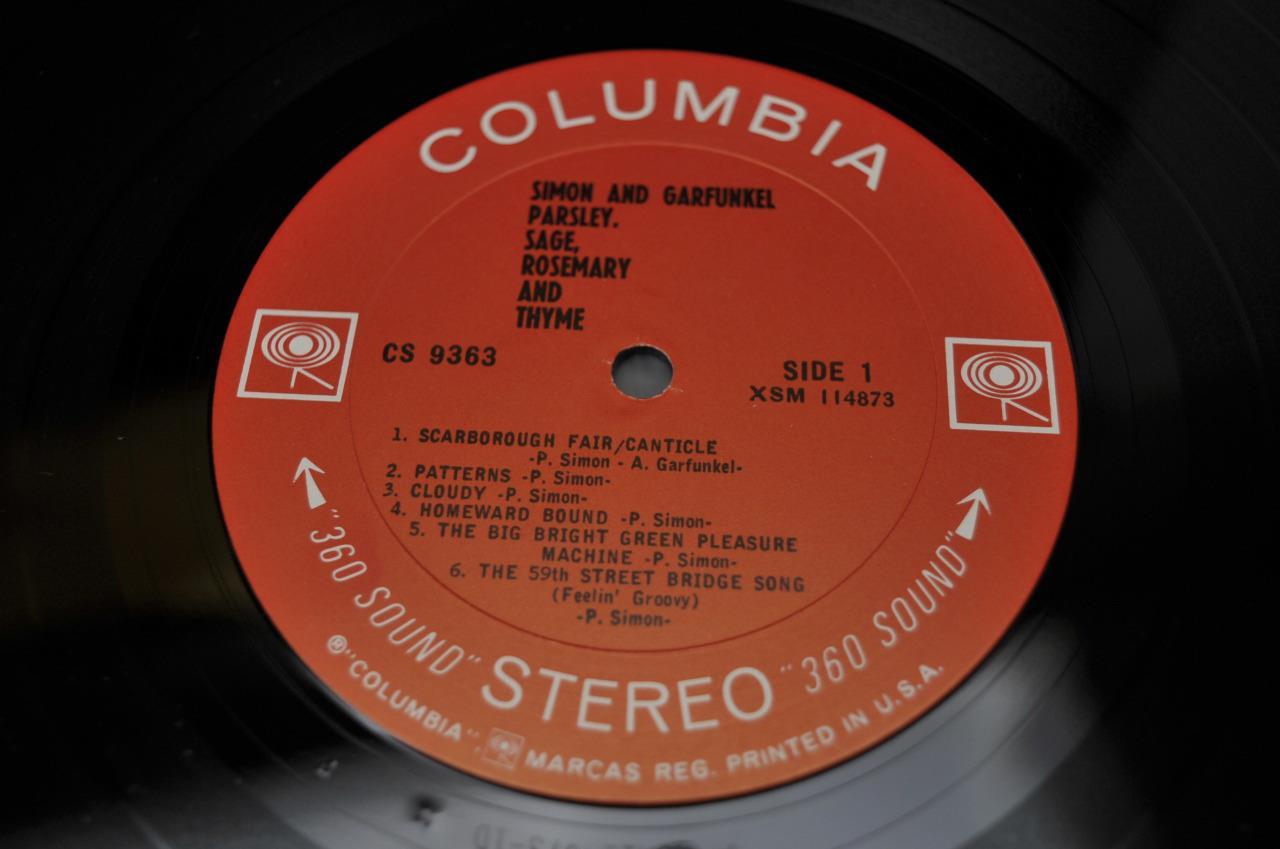 COLUMBIA
SIMON AND GARFUNKEL
PARSLEY.
SAGE,
ROSEMARY
AND
THYME
CS 9363
SIDE 1
XSM 114873
1. SCARBOROUGH FAIR/CANTICLE
-P. Simon - A. Garfunkel-
2. PATTERNS -P. Simon-
3. CLOUDY -P. Simon-
4. HOMEWARD BOUND -P. Simon-
5. THE BIG BRIGHT GREEN PLEASURE
MACHINE -P. Simon-
6. THE 59th STREET BRIDGE SONG
(Feelin' Groovy)
-P. Simon-
"360 SOUND" STEREO "360 SOUND"
® "COLUMBIA", MARCAS REG. PRINTED IN U.S.A.